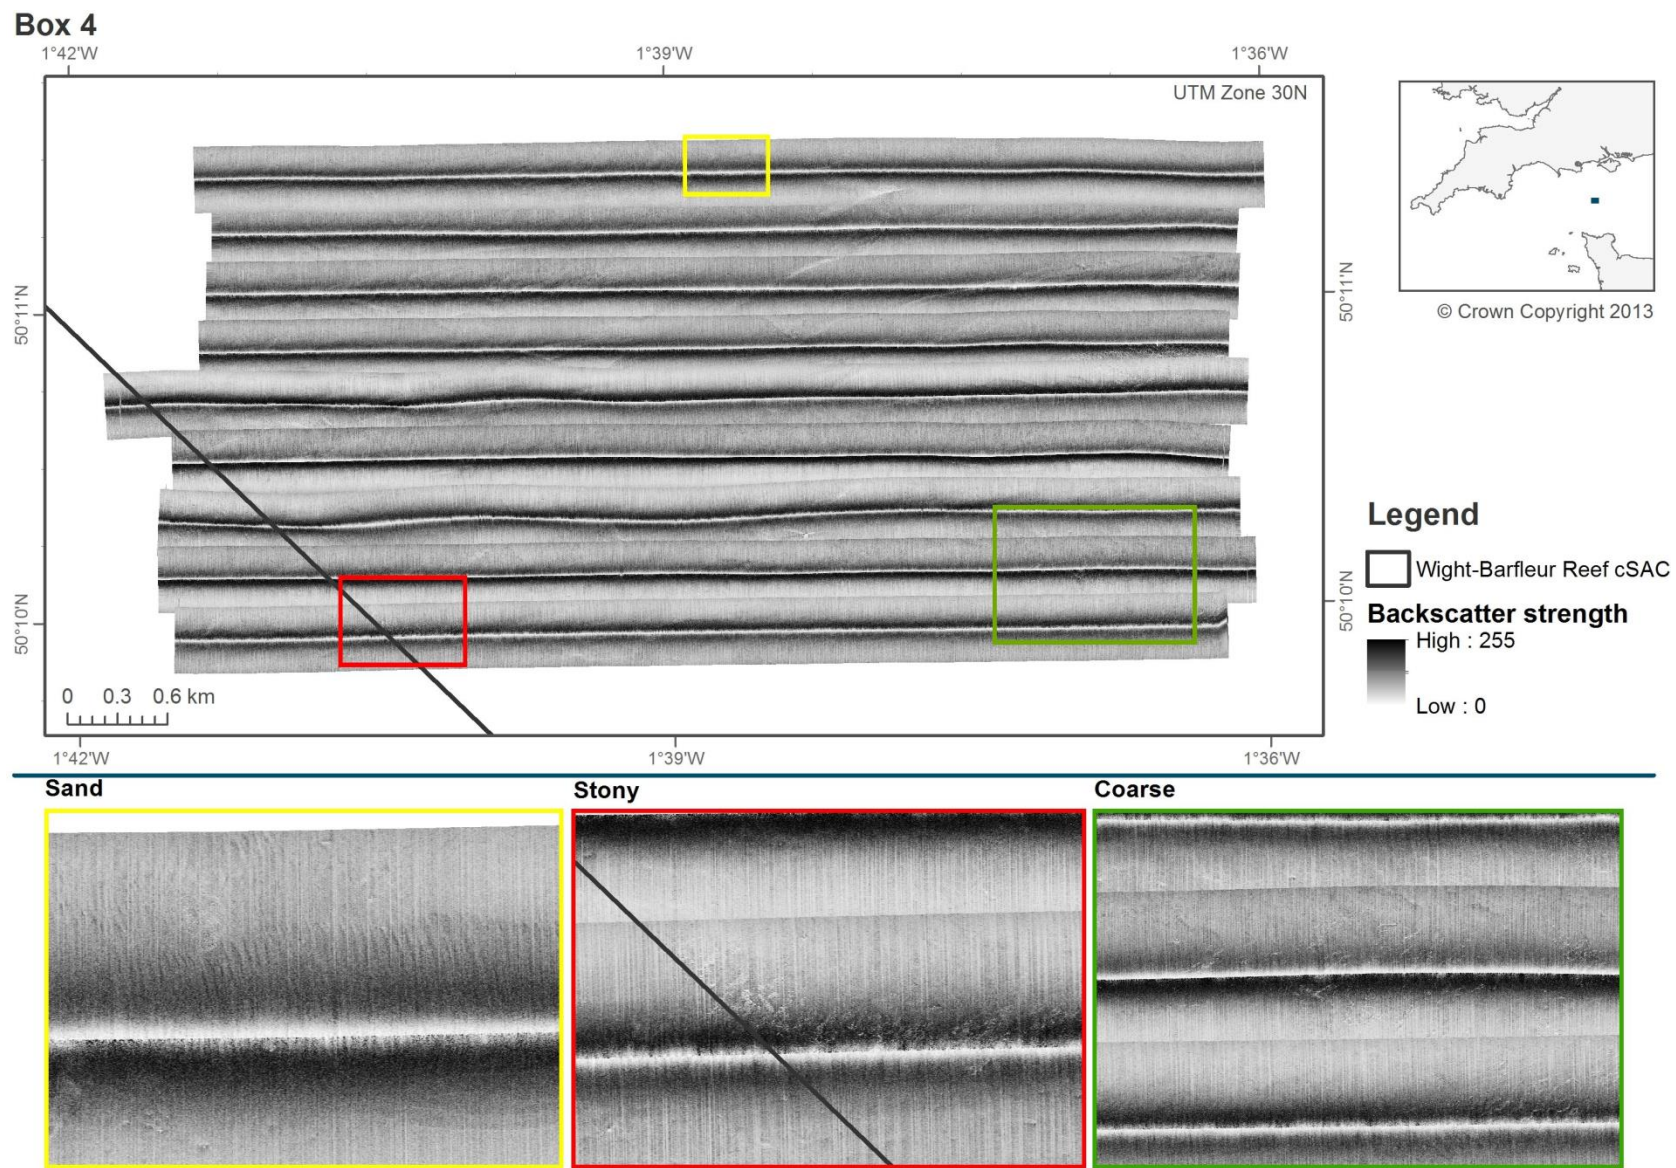 Box 4
1°42'W 1°39'W 1°36'W
UTM Zone 30N
© Crown Copyright 2013
50°11'N 50°11'N
Legend
Wight-Barfleur Reef cSAC
Backscatter strength
High : 255
Low : 0
50°10'N 50°10'N
0 0.3 0.6 km
1°42'W 1°39'W 1°36'W
Sand Stony Coarse